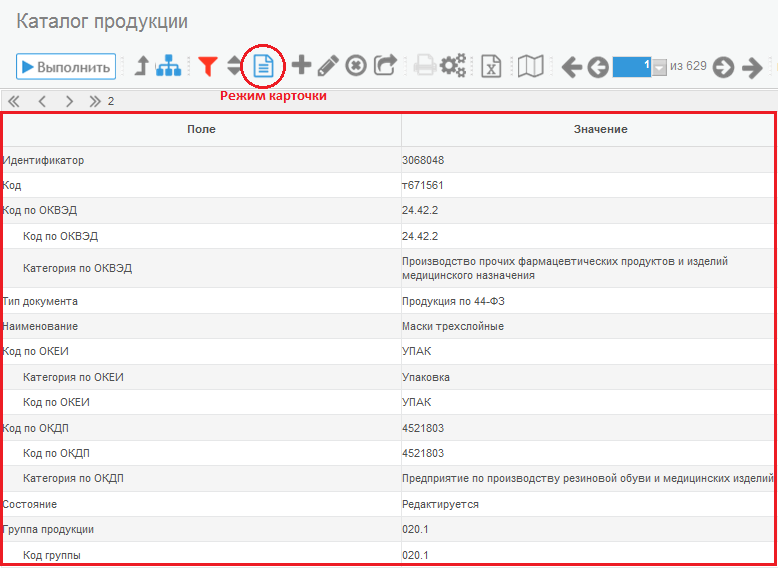 Каталог продукции
Выполнить
1 из 629
Режим карточки
2
Поле Значение
Идентификатор 3068048
Код т671561
Код по ОКВЭД 24.42.2
Код по ОКВЭД 24.42.2
Категория по ОКВЭД Производство прочих фармацевтических продуктов и изделий
медицинского назначения
Тип документа Продукция по 44-ФЗ
Наименование Маски трехслойные
Код по ОКЕИ УПАК
Категория по ОКЕИ Упаковка
Код по ОКЕИ УПАК
Код по ОКДП 4521803
Код по ОКДП 4521803
Категория по ОКДП Предприятие по производству резиновой обуви и медицинских изделий
Состояние Редактируется
Группа продукции 020.1
Код группы 020.1